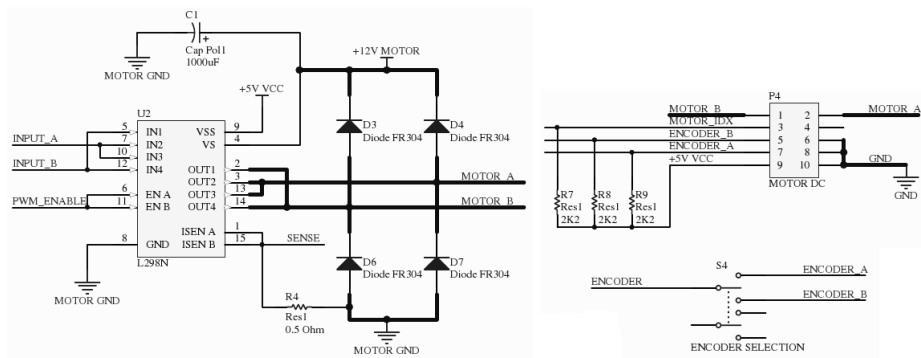 C1
Cap Pol1
1000uF
MOTOR GND
+12V MOTOR
+5V VCC
U2
INPUT_A
INPUT_B
PWM_ENABLE
5 IN1
7 IN2
10 IN3
12 IN4
6 EN A
11 EN B
8 GND
VSS 9
VS 4
OUT1 2
OUT2 3
OUT3 13
OUT4 14
ISEN A 1
ISEN B 15
L298N
SENSE
MOTOR GND
R4
Res1
0.5 Ohm
D3
Diode FR304
D4
Diode FR304
MOTOR_A
MOTOR_B
D6
Diode FR304
D7
Diode FR304
MOTOR GND
P4
MOTOR_B
MOTOR_IDX
ENCODER_B
ENCODER_A
+5V VCC
1 2
3 4
5 6
7 8
9 10
MOTOR DC
MOTOR_A
GND
GND
R7
Res1
2K2
R8
Res1
2K2
R9
Res1
2K2
S4
ENCODER
ENCODER_A
ENCODER_B
ENCODER SELECTION